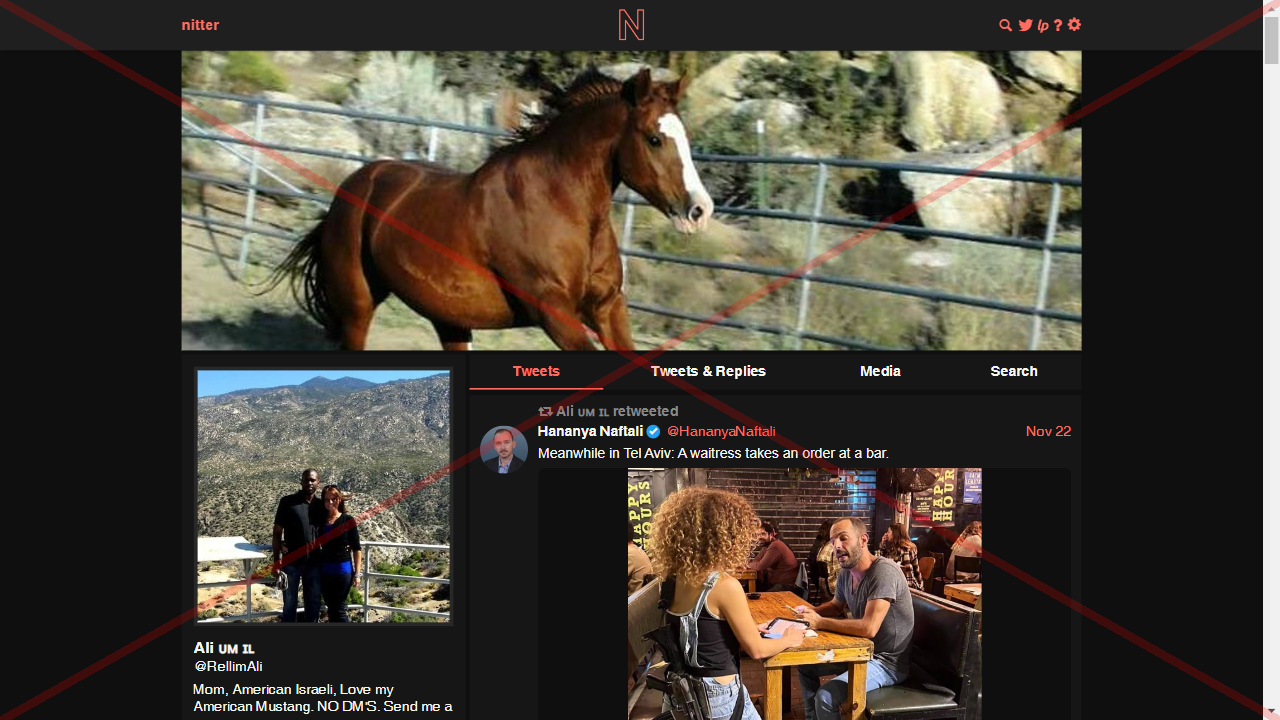 nitter
N
lp ?
Tweets
Tweets & Replies
Media
Search
Ali ᴜᴍ ɪʟ retweeted
Hananya Naftali @HananyaNaftali
Nov 22
Meanwhile in Tel Aviv: A waitress takes an order at a bar.
HAPPY
HOURS
HAPPY
HOUR
Ali ᴜᴍ ɪʟ
@RellimAli
Mom, American Israeli, Love my
American Mustang. NO DM'S. Send me a